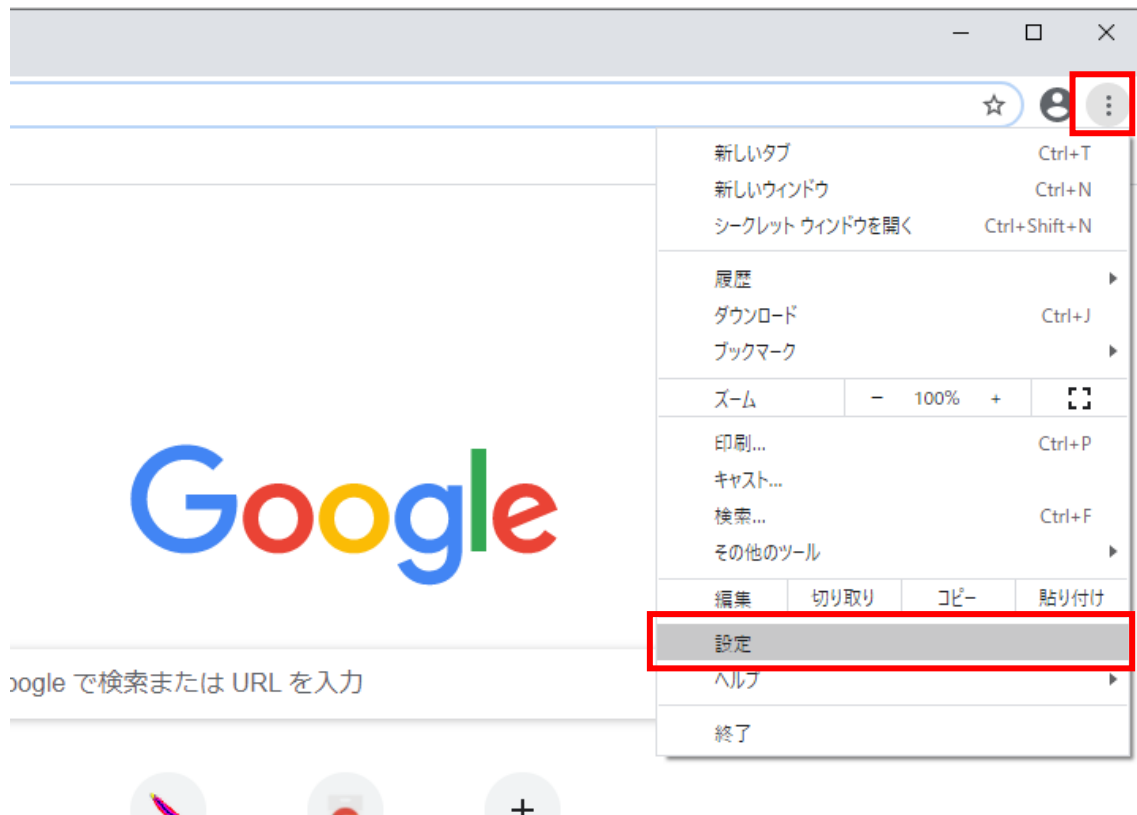 新しいタブ Ctrl+T
新しいウィンドウ Ctrl+N
シークレット ウィンドウを開く Ctrl+Shift+N
履歴
ダウンロード Ctrl+J
ブックマーク
ズーム － 100% +
印刷... Ctrl+P
キャスト...
検索... Ctrl+F
その他のツール
編集 切り取り コピー 貼り付け
設定
ヘルプ
終了
Google
oogle で検索または URL を入力